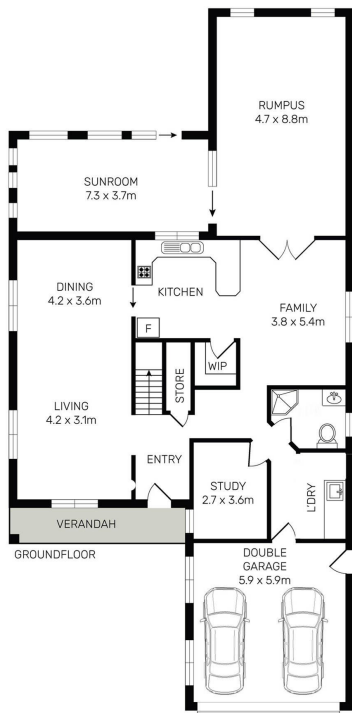 RUMPUS
4.7 x 8.8m
SUNROOM
7.3 x 3.7m
DINING
4.2 x 3.6m
KITCHEN
FAMILY
3.8 x 5.4m
F
WIP
STORE
LIVING
4.2 x 3.1m
ENTRY
STUDY
2.7 x 3.6m
L'DRY
VERANDAH
GROUNDFLOOR
DOUBLE
GARAGE
5.9 x 5.9m